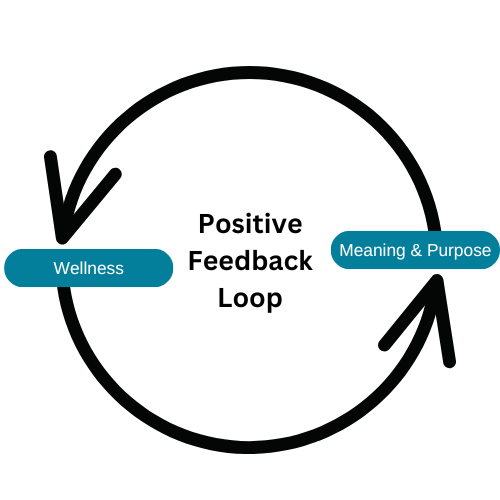 Positive
Feedback
Loop
Wellness
Meaning & Purpose